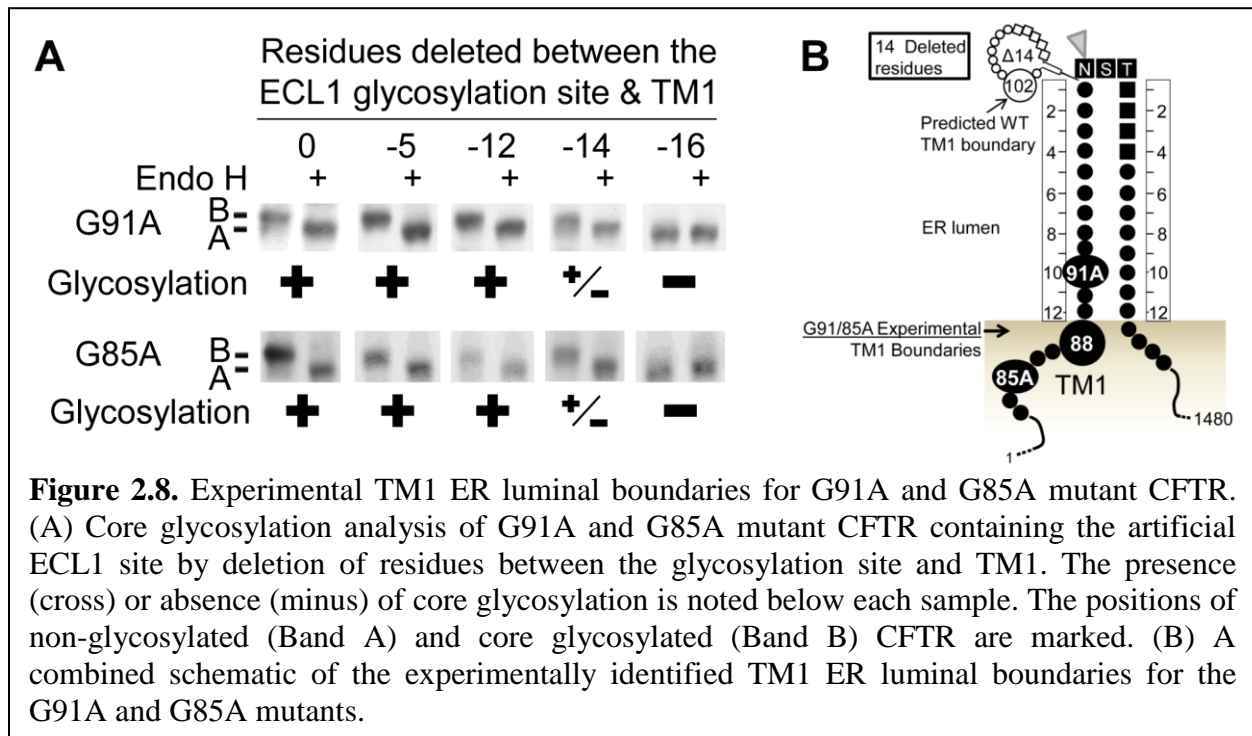 A
Residues deleted between the
ECL1 glycosylation site & TM1
0 -5 -12 -14 -16
Endo H + + + + +
G91A B A
Glycosylation + + +/- -
G85A B A
Glycosylation + + + +/- -
B
14 Deleted
residues
Δ14
102
N S T
Predicted WT
TM1 boundary
2 2
4 4
6 6
ER lumen
8 8
10 91A 10
12 12
G91/85A Experimental
TM1 Boundaries
88
85A
TM1
1480
1
Figure 2.8. Experimental TM1 ER luminal boundaries for G91A and G85A mutant CFTR.
(A) Core glycosylation analysis of G91A and G85A mutant CFTR containing the artificial
ECL1 site by deletion of residues between the glycosylation site and TM1. The presence
(cross) or absence (minus) of core glycosylation is noted below each sample. The positions of
non-glycosylated (Band A) and core glycosylated (Band B) CFTR are marked. (B) A
combined schematic of the experimentally identified TM1 ER luminal boundaries for the
G91A and G85A mutants.